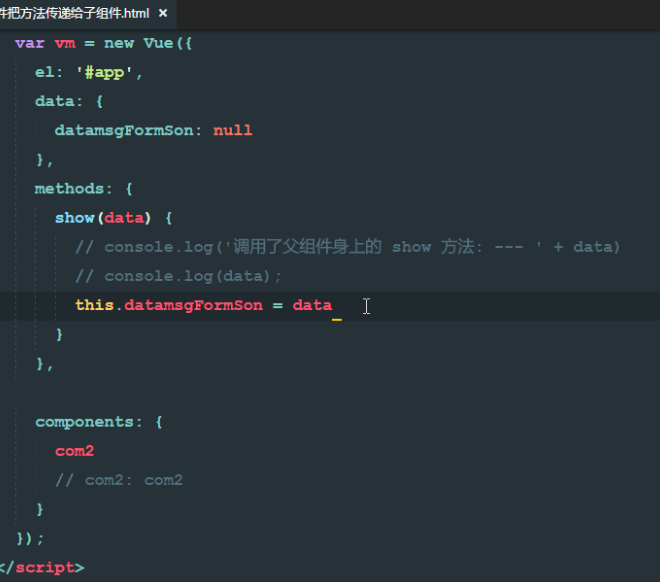 件把方法传递给子组件.html ×
var vm = new Vue({
el: '#app',
data: {
datamsgFormSon: null
},
methods: {
show(data) {
// console.log('调用了父组件身上的 show 方法: --- ' + data)
// console.log(data);
this.datamsgFormSon = data
}
},
components: {
com2
// com2: com2
}
});
</script>